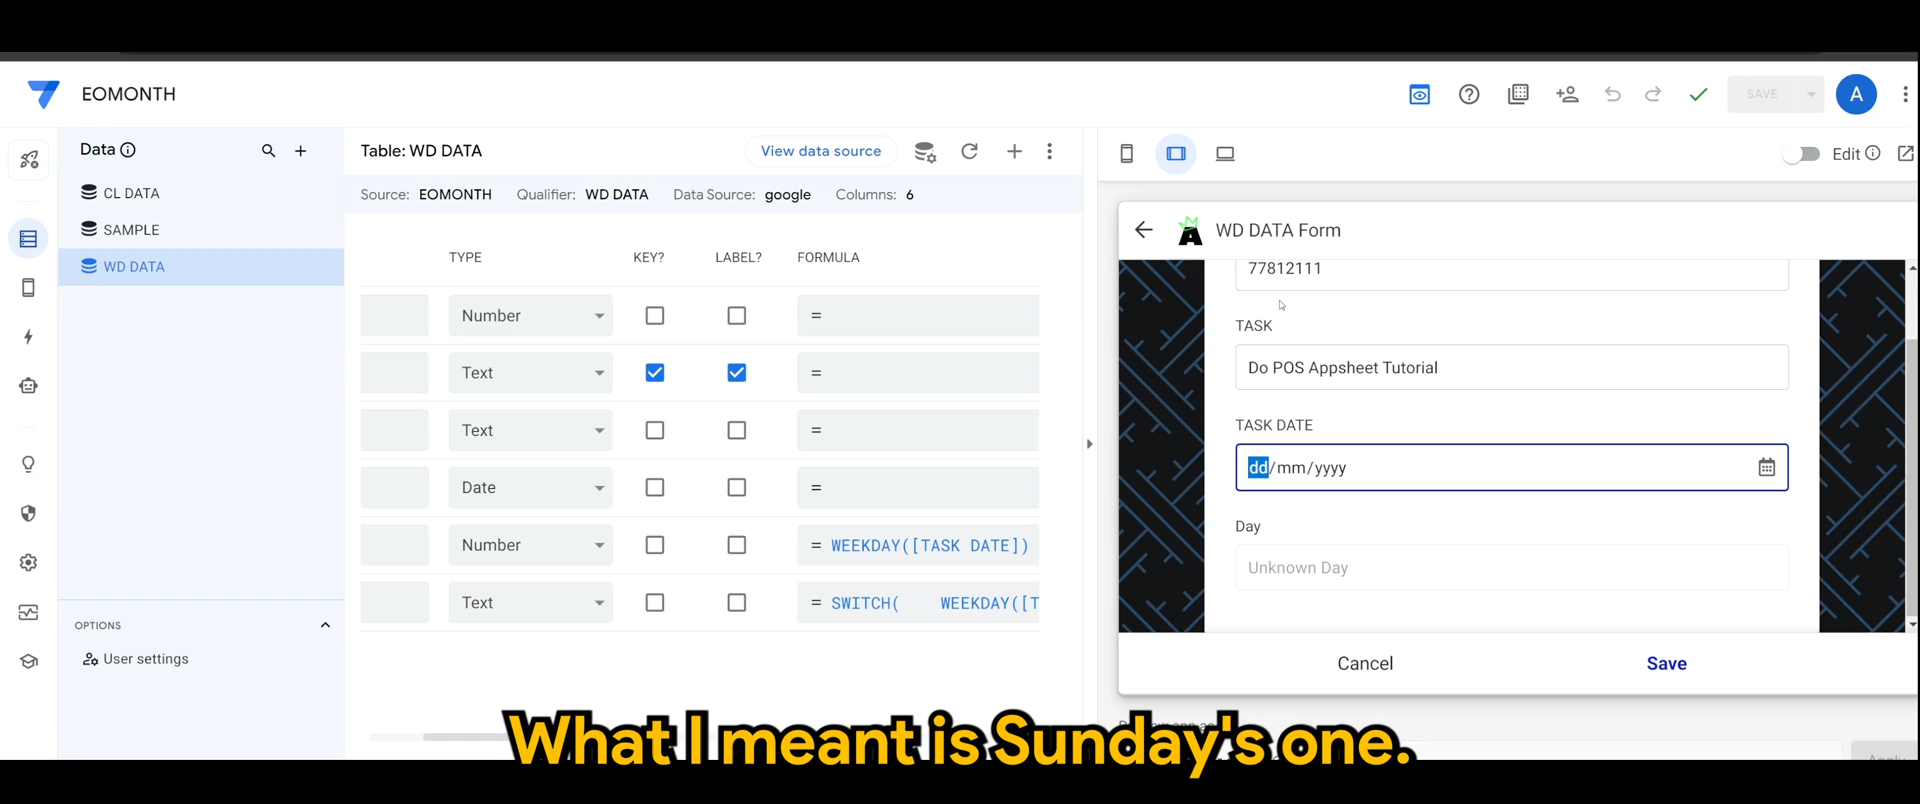 EOMONTH
SAVE
A
Data
Table: WD DATA
View data source
Edit
CL DATA
SAMPLE
WD DATA
Source: EOMONTH Qualifier: WD DATA Data Source: google Columns: 6
TYPE KEY? LABEL? FORMULA
Number =
Text =
Text =
Date =
Number = WEEKDAY([TASK DATE])
Text = SWITCH( WEEKDAY([T
OPTIONS
User settings
WD DATA Form
77812111
TASK
Do POS Appsheet Tutorial
TASK DATE
dd/mm/yyyy
Day
Unknown Day
Cancel Save
What I meant is Sunday's one.